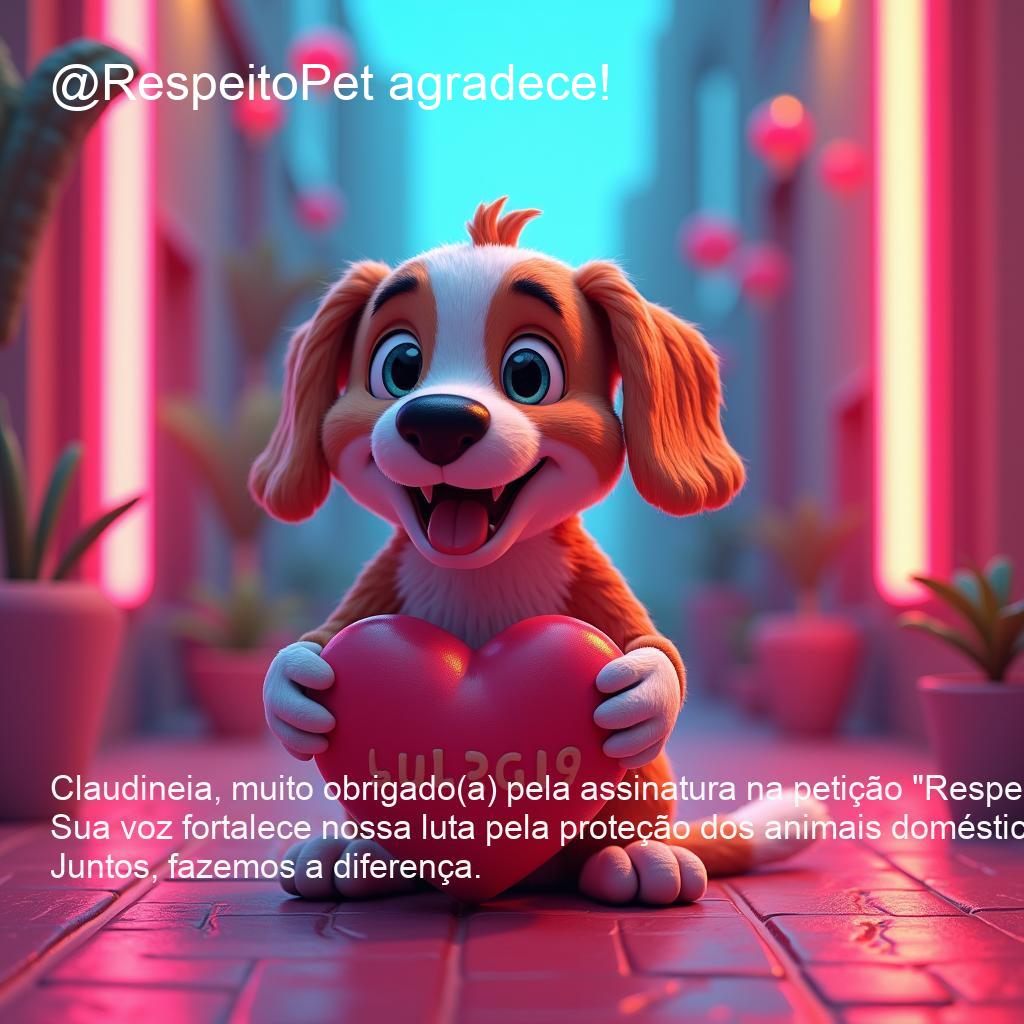 @RespeitoPet agradece!
Claudineia, muito obrigado(a) pela assinatura na petição "Respe
Sua voz fortalece nossa luta pela proteção dos animais doméstic
Juntos, fazemos a diferença.